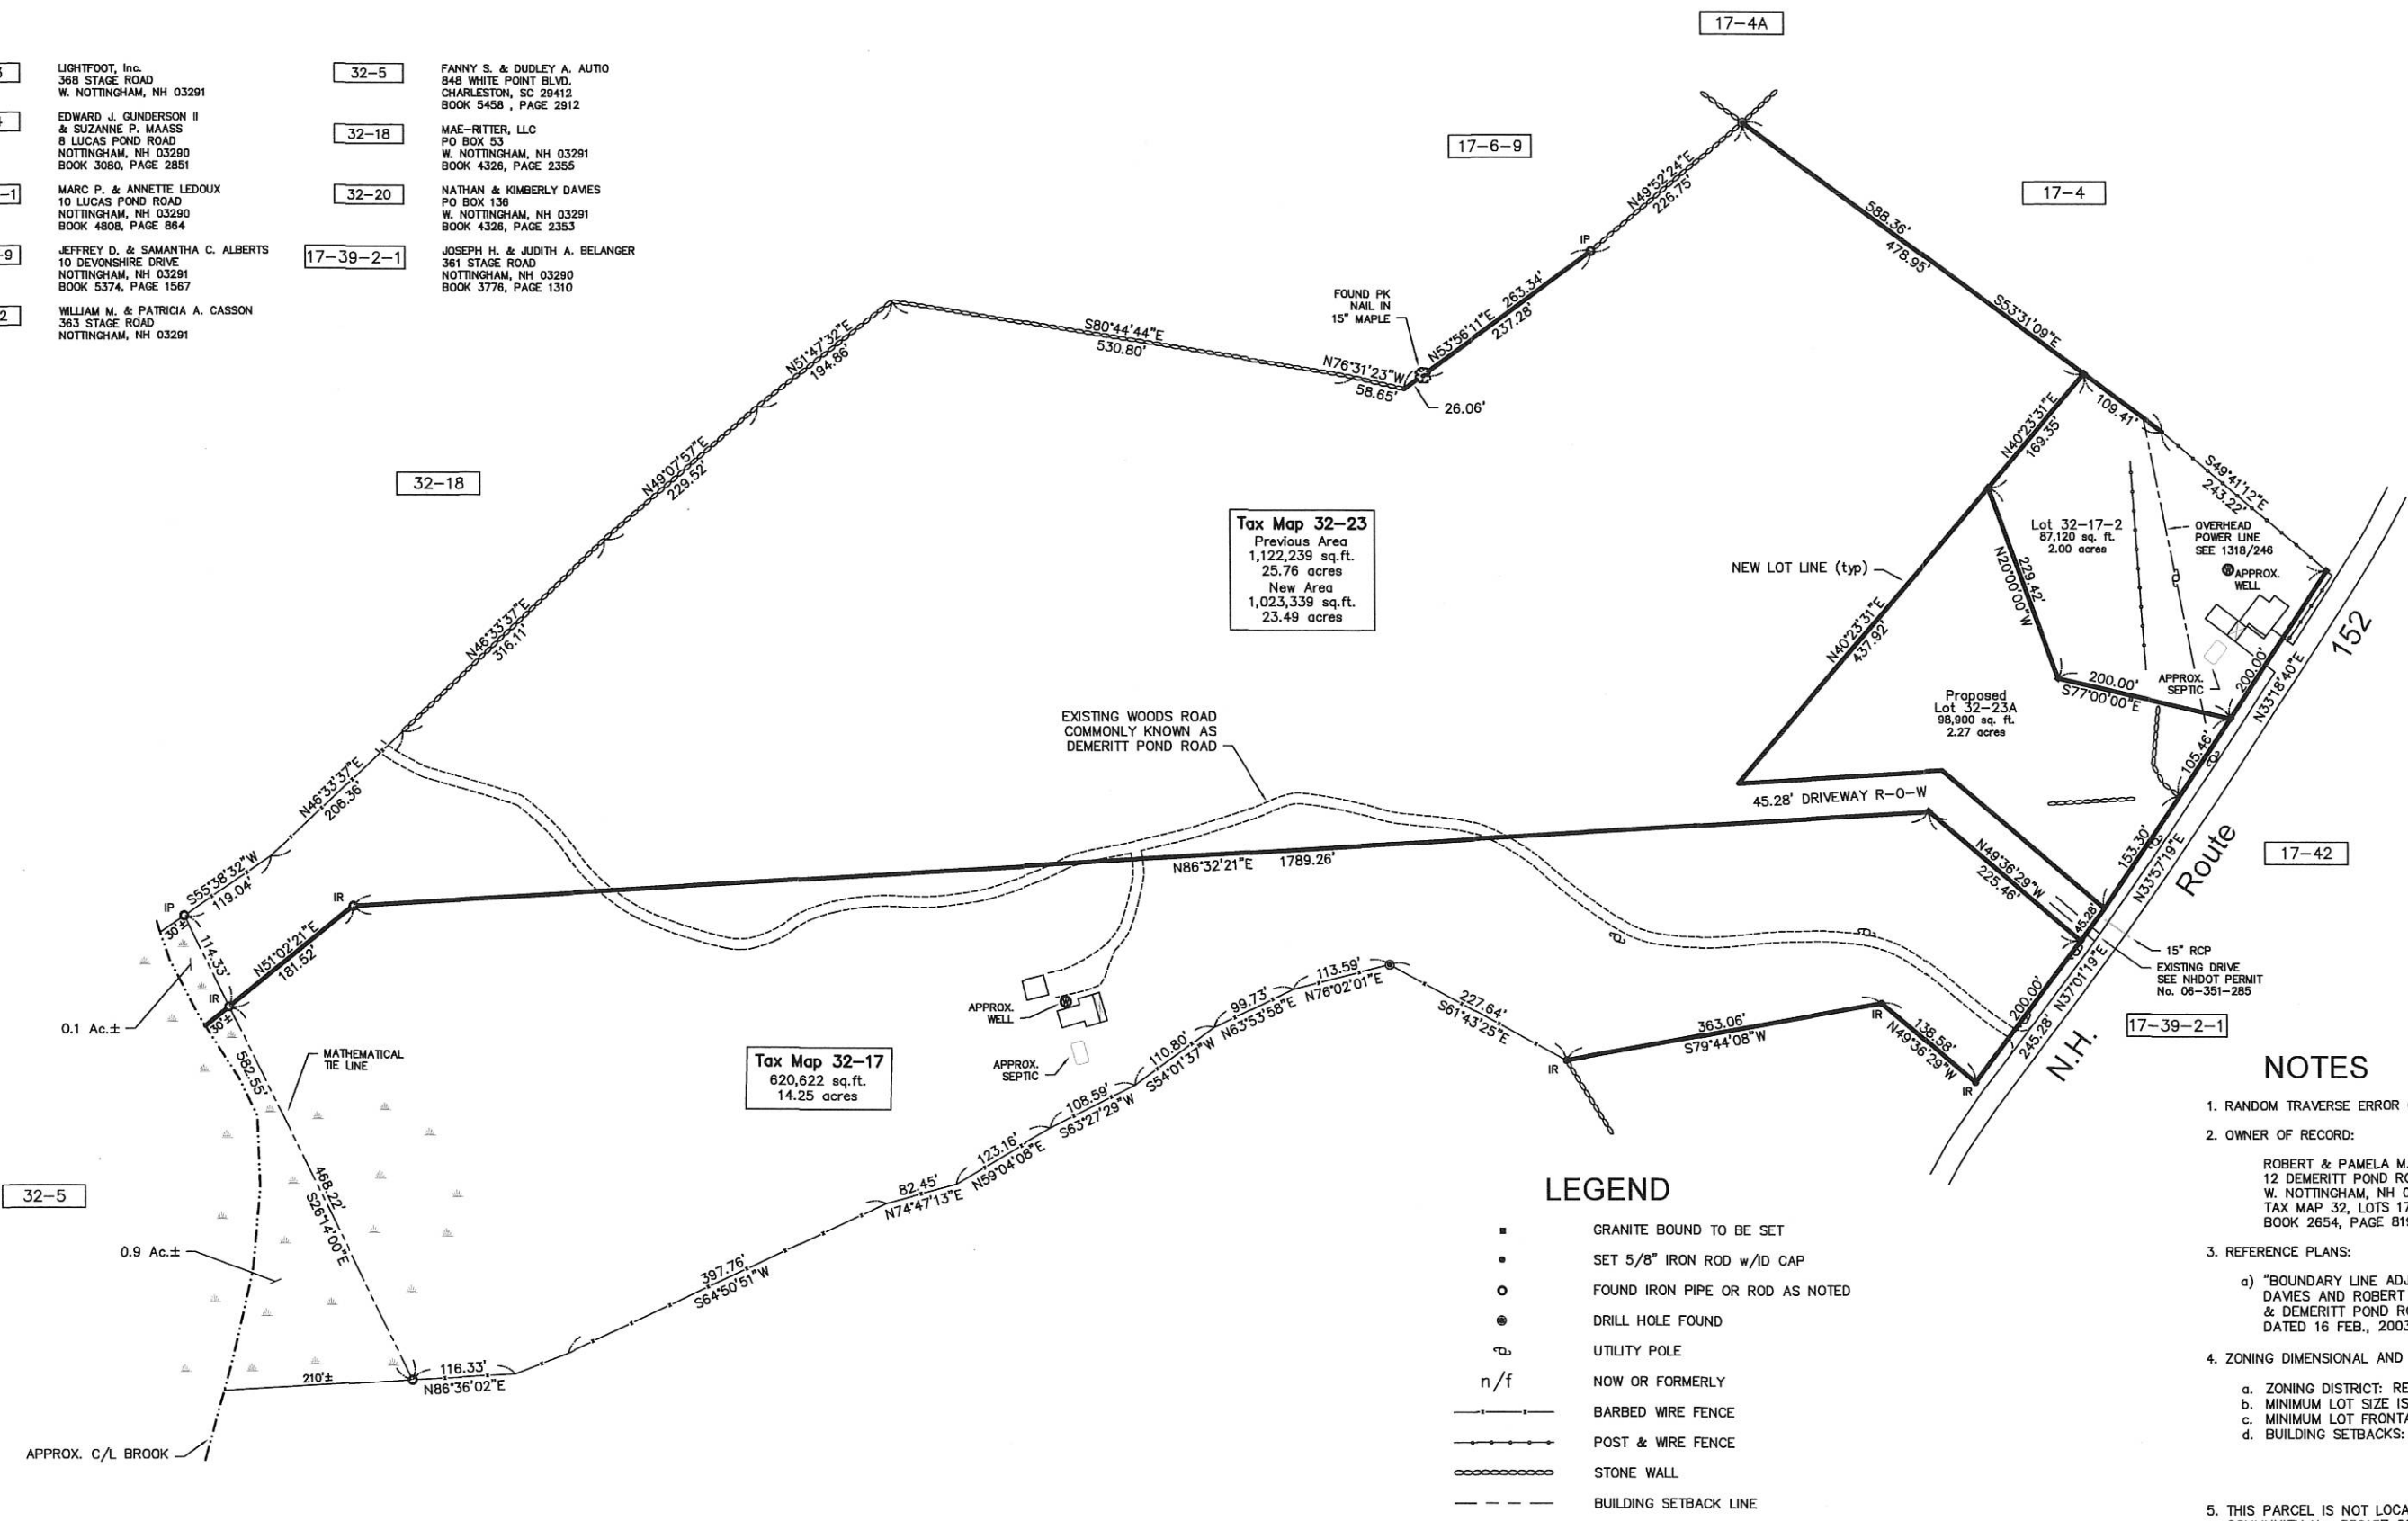 17-4A
LIGHTFOOT, Inc.
368 STAGE ROAD
W. NOTTINGHAM, NH 03291
EDWARD J. GUNDERSON II
& SUZANNE P. MAASS
8 LUCAS POND ROAD
NOTTINGHAM, NH 03290
BOOK 3080, PAGE 2851
-1
MARC P. & ANNETTE LEDOUX
10 LUCAS POND ROAD
NOTTINGHAM, NH 03290
BOOK 4808, PAGE 864
-9
JEFFREY D. & SAMANTHA C. ALBERTS
10 DEVONSHIRE DRIVE
NOTTINGHAM, NH 03291
BOOK 5374, PAGE 1567
2
WILLIAM M. & PATRICIA A. CASSON
363 STAGE ROAD
NOTTINGHAM, NH 03291
32-5
FANNY S. & DUDLEY A. AUTIO
848 WHITE POINT BLVD.
CHARLESTON, SC 29412
BOOK 5458 , PAGE 2912
32-18
MAE-RITTER, LLC
PO BOX 53
W. NOTTINGHAM, NH 03291
BOOK 4326, PAGE 2355
32-20
NATHAN & KIMBERLY DAVIES
PO BOX 136
W. NOTTINGHAM, NH 03291
BOOK 4326, PAGE 2353
17-39-2-1
JOSEPH H. & JUDITH A. BELANGER
361 STAGE ROAD
NOTTINGHAM, NH 03290
BOOK 3776, PAGE 1310
17-6-9
17-4
N49°52'24"E
226.75'
IP
588.36'
478.95'
S53°31'09"E
FOUND PK
NAIL IN
15" MAPLE
N53°56'11"E 263.34'
237.28'
N51°47'32"E
194.86'
S80°44'44"E
530.80'
N76°31'23"W
58.65'
26.06'
109.41'
N40°23'31"E
169.35'
S49°41'12"E
243.22'
N49°07'57"E
229.52'
32-18
Tax Map 32-23
Previous Area
1,122,239 sq.ft.
25.76 acres
New Area
1,023,339 sq.ft.
23.49 acres
Lot 32-17-2
87,120 sq. ft.
2.00 acres
OVERHEAD
POWER LINE
SEE 1318/246
NEW LOT LINE (typ)
229.42'
N20°00'00"W
APPROX.
WELL
N46°33'37"E
316.11'
N40°23'31"E
437.92'
152
200.00'
N33°18'40"E
APPROX.
SEPTIC
200.00'
S77°00'00"E
Proposed
Lot 32-23A
98,900 sq. ft.
2.27 acres
EXISTING WOODS ROAD
COMMONLY KNOWN AS
DEMERITT POND ROAD
105.46'
N46°33'37"E
206.36'
45.28' DRIVEWAY R-O-W
153.30'
N33°57'19"E
Route
17-42
N86°32'21"E 1789.26'
N49°36'29"W
225.46'
S55°38'32"W
119.04'
IP
IR
30'±
114.33'
N51°02'21"E
181.52'
45.28'
15" RCP
EXISTING DRIVE
SEE NHDOT PERMIT
No. 06-351-285
IR
30'±
0.1 Ac.±
APPROX.
WELL
99.73'
N63°53'58"E
113.59'
N76°02'01"E
227.64'
S61°43'25"E
363.06'
S79°44'08"W
IR
IR
138.58'
N49°36'29"W
IR
200.00'
N37°01'19"E
245.28'
N.H.
17-39-2-1
MATHEMATICAL
TIE LINE
582.55'
APPROX.
SEPTIC
110.80'
S54°01'37"W
Tax Map 32-17
620,622 sq.ft.
14.25 acres
108.59'
S63°27'29"W
123.16'
N59°04'08"E
82.45'
N74°47'13"E
468.22'
S26°14'00"E
32-5
0.9 Ac.±
397.76'
S64°50'51"W
210'±
116.33'
N86°36'02"E
APPROX. C/L BROOK
LEGEND
GRANITE BOUND TO BE SET
SET 5/8" IRON ROD w/ID CAP
FOUND IRON PIPE OR ROD AS NOTED
DRILL HOLE FOUND
UTILITY POLE
n/f NOW OR FORMERLY
BARBED WIRE FENCE
POST & WIRE FENCE
STONE WALL
BUILDING SETBACK LINE
NOTES
1. RANDOM TRAVERSE ERROR
2. OWNER OF RECORD:
ROBERT & PAMELA M.
12 DEMERITT POND RO
W. NOTTINGHAM, NH 0
TAX MAP 32, LOTS 17
BOOK 2654, PAGE 819
3. REFERENCE PLANS:
a) "BOUNDARY LINE ADJ
DAVIES AND ROBERT
& DEMERITT POND RO
DATED 16 FEB., 2003
4. ZONING DIMENSIONAL AND
a. ZONING DISTRICT: RE
b. MINIMUM LOT SIZE IS
c. MINIMUM LOT FRONTA
d. BUILDING SETBACKS:
5. THIS PARCEL IS NOT LOCA